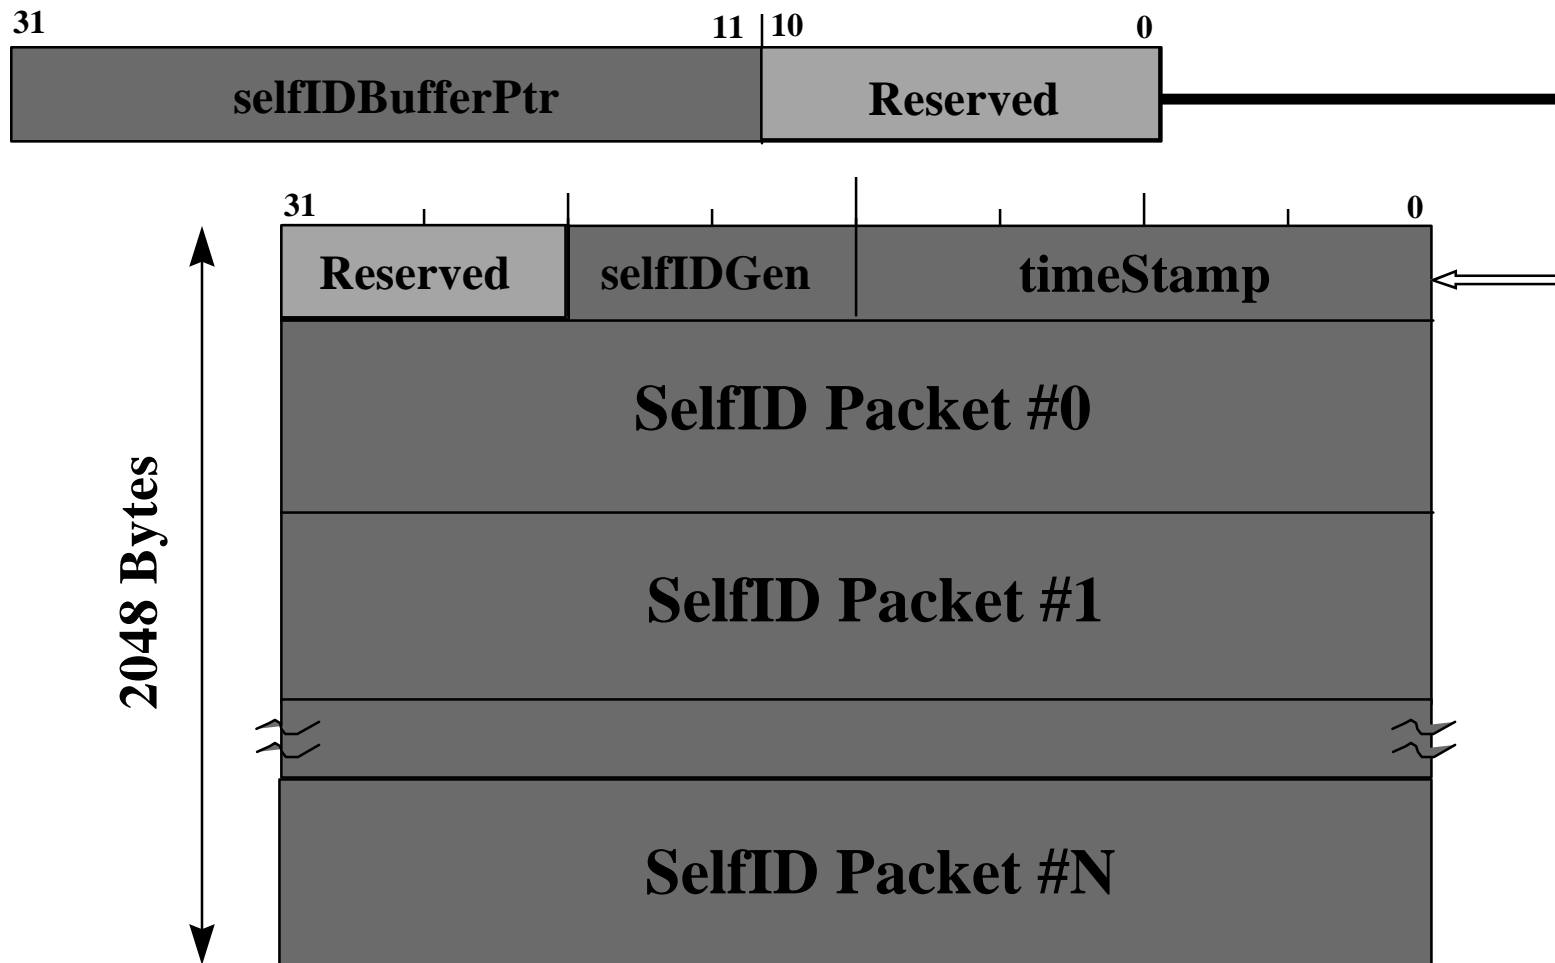 31 11 10 0
selfIDBufferPtr Reserved
31 0
Reserved selfIDGen timeStamp
SelfID Packet #0
2048 Bytes
SelfID Packet #1
SelfID Packet #N